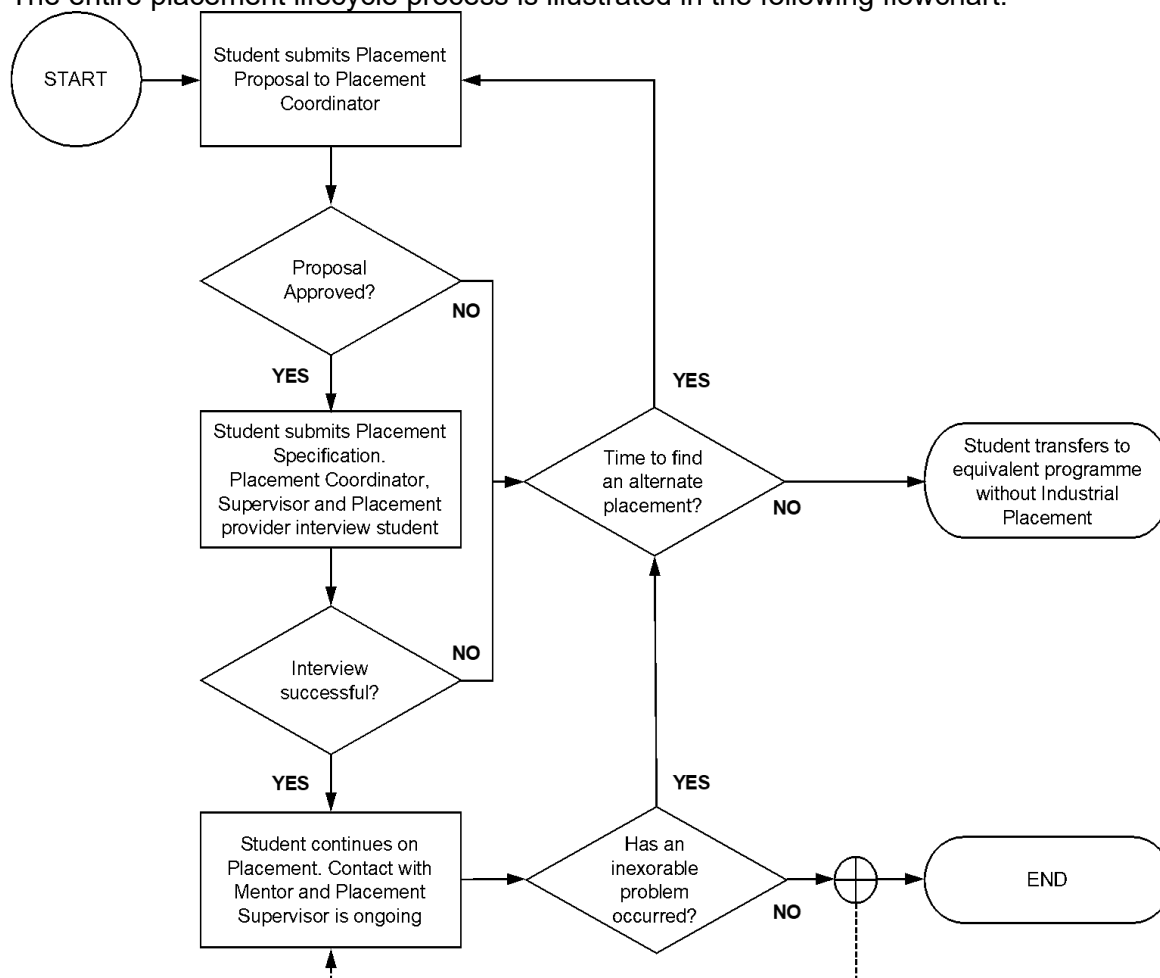 The entire placement lifecycle process is illustrated in the following flowchart.
START
Student submits Placement
Proposal to Placement
Coordinator
Proposal
Approved?
NO
YES
Student submits Placement
Specification.
Placement Coordinator,
Supervisor and Placement
provider interview student
YES
Time to find
an alternate
placement?
NO
Student transfers to
equivalent programme
without Industrial
Placement
Interview
successful?
NO
YES
Student continues on
Placement. Contact with
Mentor and Placement
Supervisor is ongoing
YES
Has an
inexorable
problem
occurred?
NO
END